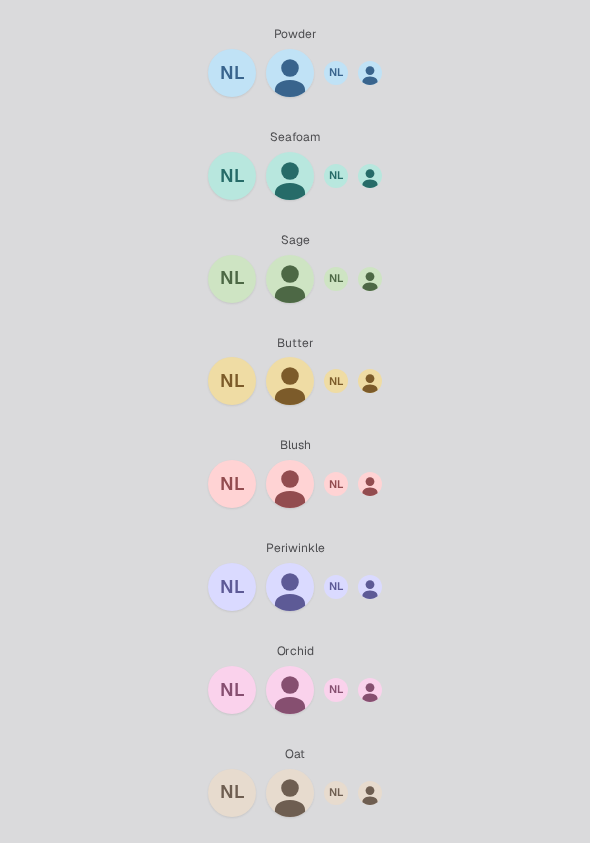 Powder
NL NL
Seafoam
NL NL
Sage
NL NL
Butter
NL NL
Blush
NL NL
Periwinkle
NL NL
Orchid
NL NL
Oat
NL NL